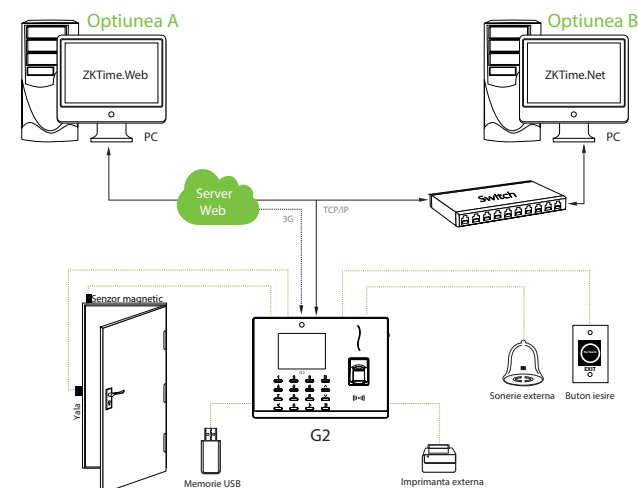 Optiunea A
Optiunea B
ZKTime.Web
ZKTime.Net
PC
PC
Server
Web
Switch
3G
TCP/IP
Senzor magnetic
Yala
G2
EXIT
G2
Sonerie externa
Buton iesire
Memorie USB
Imprimanta externa